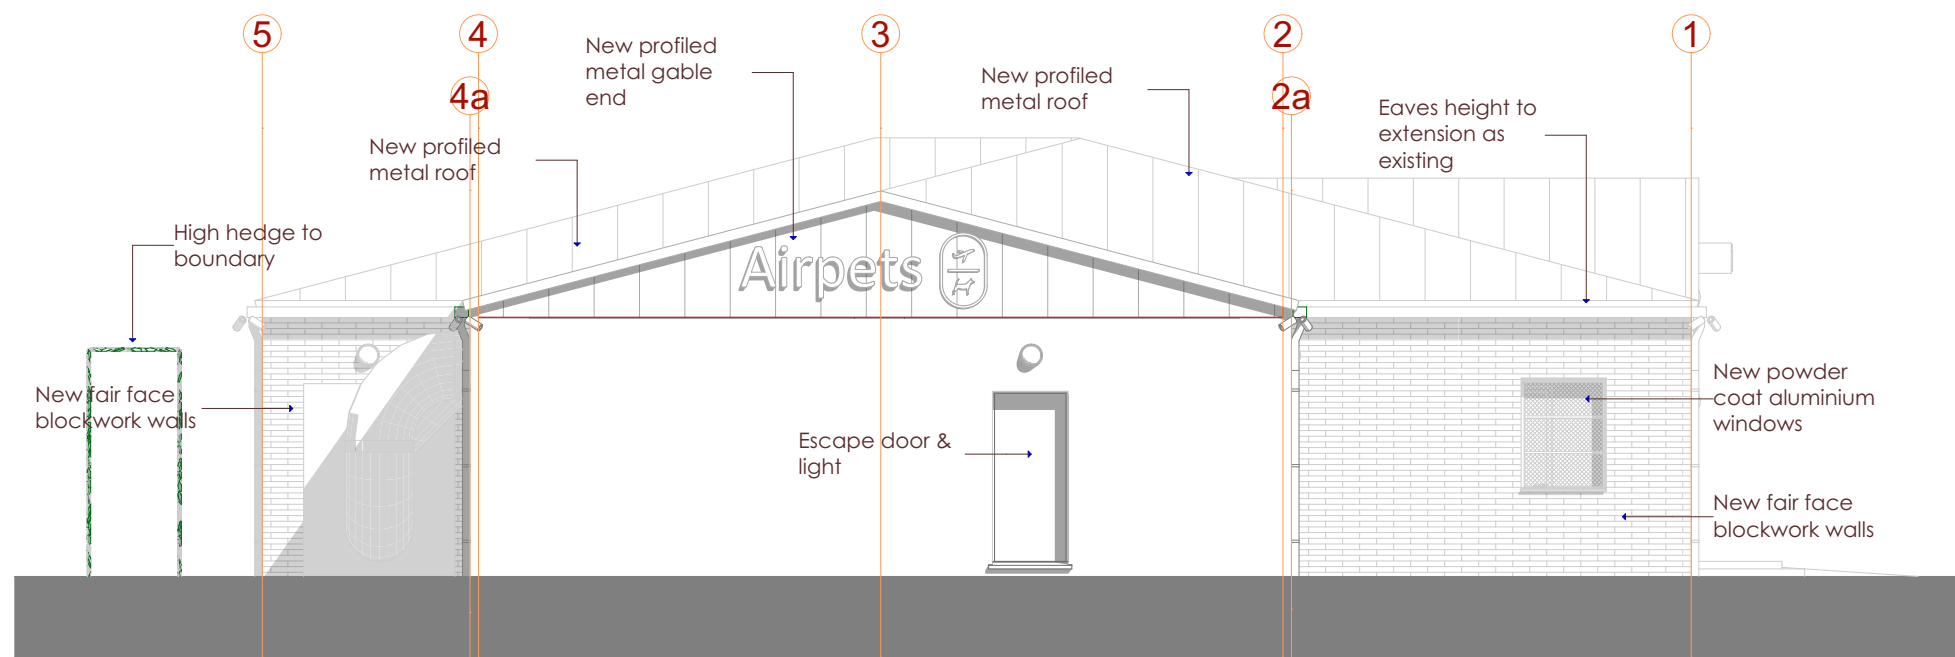 5
4
3
2
1
4a
2a
New profiled
metal gable
end
New profiled
metal roof
Eaves height to
extension as
existing
New profiled
metal roof
High hedge to
boundary
Airpets
New fair face
blockwork walls
Escape door &
light
New powder
coat aluminium
windows
New fair face
blockwork walls